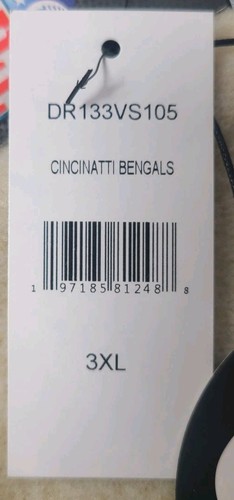 DR133VS105
CINCINATTI BENGALS
1 97185 81248 8
3XL